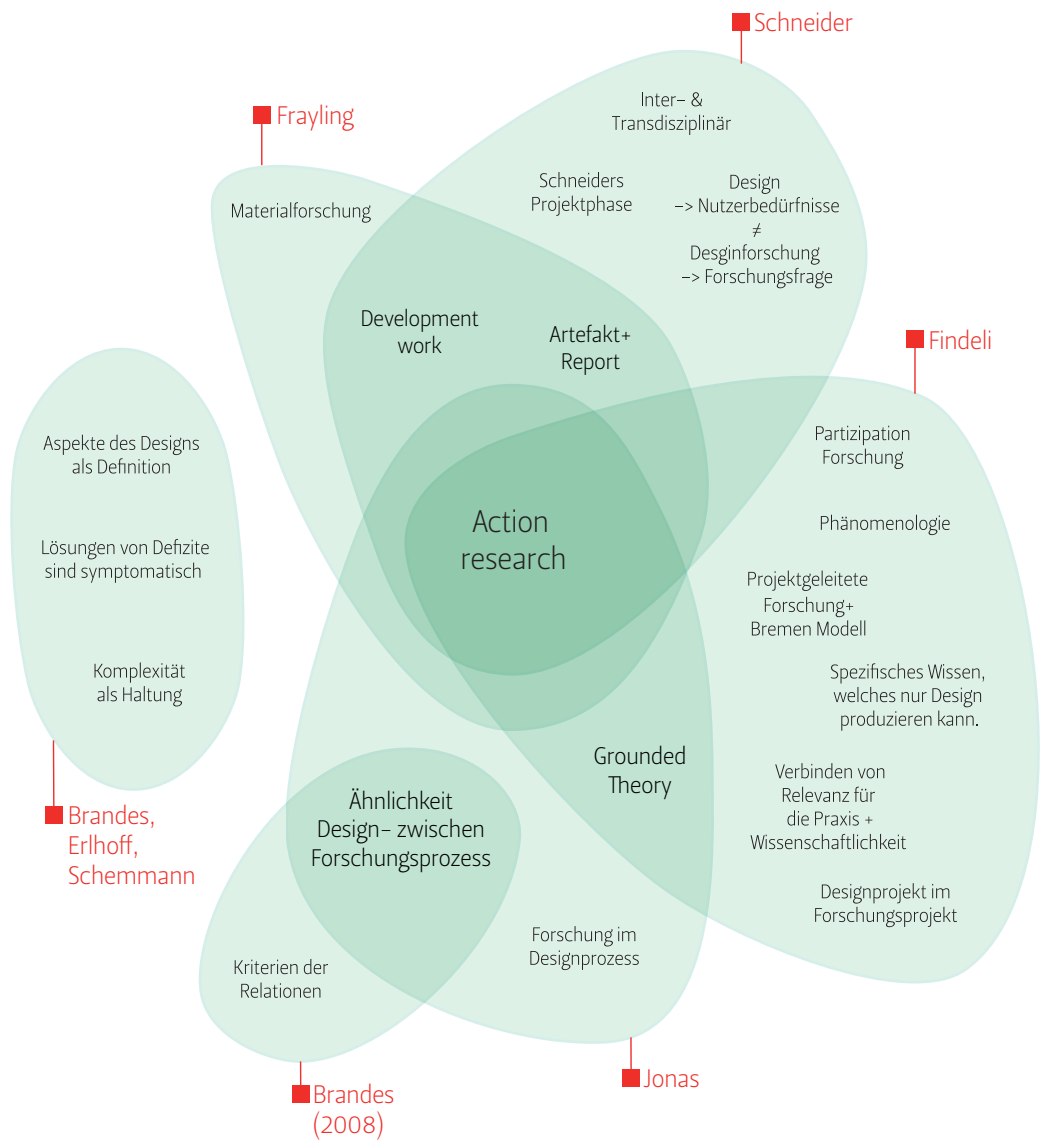 Schneider
Inter– &
Transdisziplinär
Frayling
Schneiders
Projektphase
Design
–> Nutzerbedürfnisse
≠
Desginforschung
–> Forschungsfrage
Materialforschung
Development
work
Artefakt+
Report
Findeli
Aspekte des Designs
als Definition
Lösungen von Defizite
sind symptomatisch
Komplexität
als Haltung
Brandes,
Erlhoff,
Schemmann
Action
research
Partizipation
Forschung
Phänomenologie
Projektgeleitete
Forschung+
Bremen Modell
Spezifisches Wissen,
welches nur Design
produzieren kann.
Verbinden von
Relevanz für
die Praxis +
Wissenschaftlichkeit
Designprojekt im
Forschungsprojekt
Grounded
Theory
Ähnlichkeit
Design– zwischen
Forschungsprozess
Forschung im
Designprozess
Kriterien der
Relationen
Jonas
Brandes
(2008)